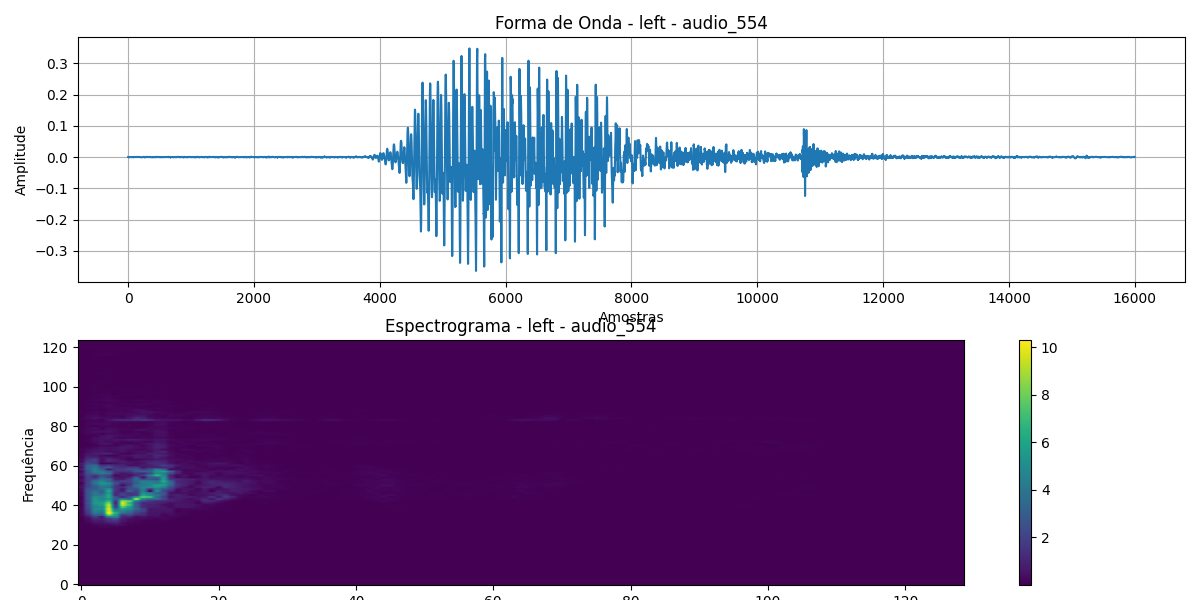 Forma de Onda - left - audio_554
Amplitude
0.3
0.2
0.1
0.0
−0.1
−0.2
−0.3
0 2000 4000 6000 8000 10000 12000 14000 16000
Amostras
Espectrograma - left - audio_554
Frequência
120
100
80
60
40
20
0
0 20 40 60 80 100 120
10
8
6
4
2